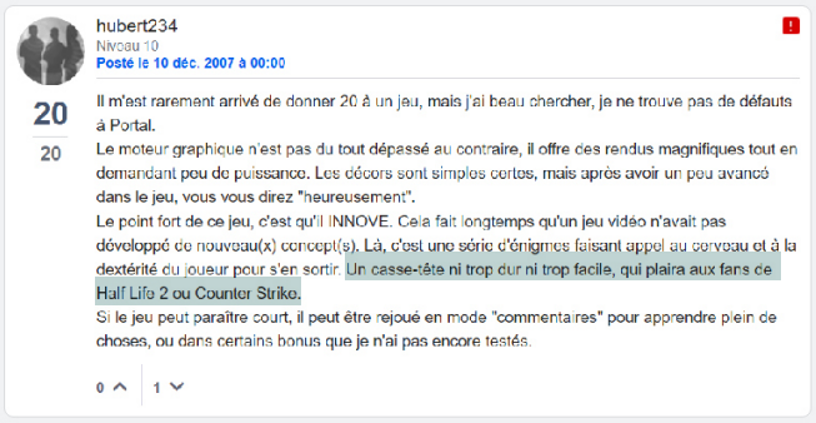 hubert234
Niveau 10
Posté le 10 déc. 2007 à 00:00
20
20
Il m'est rarement arrivé de donner 20 à un jeu, mais j'ai beau chercher, je ne trouve pas de défauts
à Portal.
Le moteur graphique n'est pas du tout dépassé au contraire, il offre des rendus magnifiques tout en
demandant peu de puissance. Les décors sont simples certes, mais après avoir un peu avancé
dans le jeu, vous vous direz "heureusement".
Le point fort de ce jeu, c'est qu'il INNOVE. Cela fait longtemps qu'un jeu vidéo n'avait pas
développé de nouveau(x) concept(s). Là, c'est une série d'énigmes faisant appel au cerveau et à la
dextérité du joueur pour s'en sortir. Un casse-tête ni trop dur ni trop facile, qui plaira aux fans de
Half Life 2 ou Counter Strike.
Si le jeu peut paraître court, il peut être rejoué en mode "commentaires" pour apprendre plein de
choses, ou dans certains bonus que je n'ai pas encore testés.
0 1